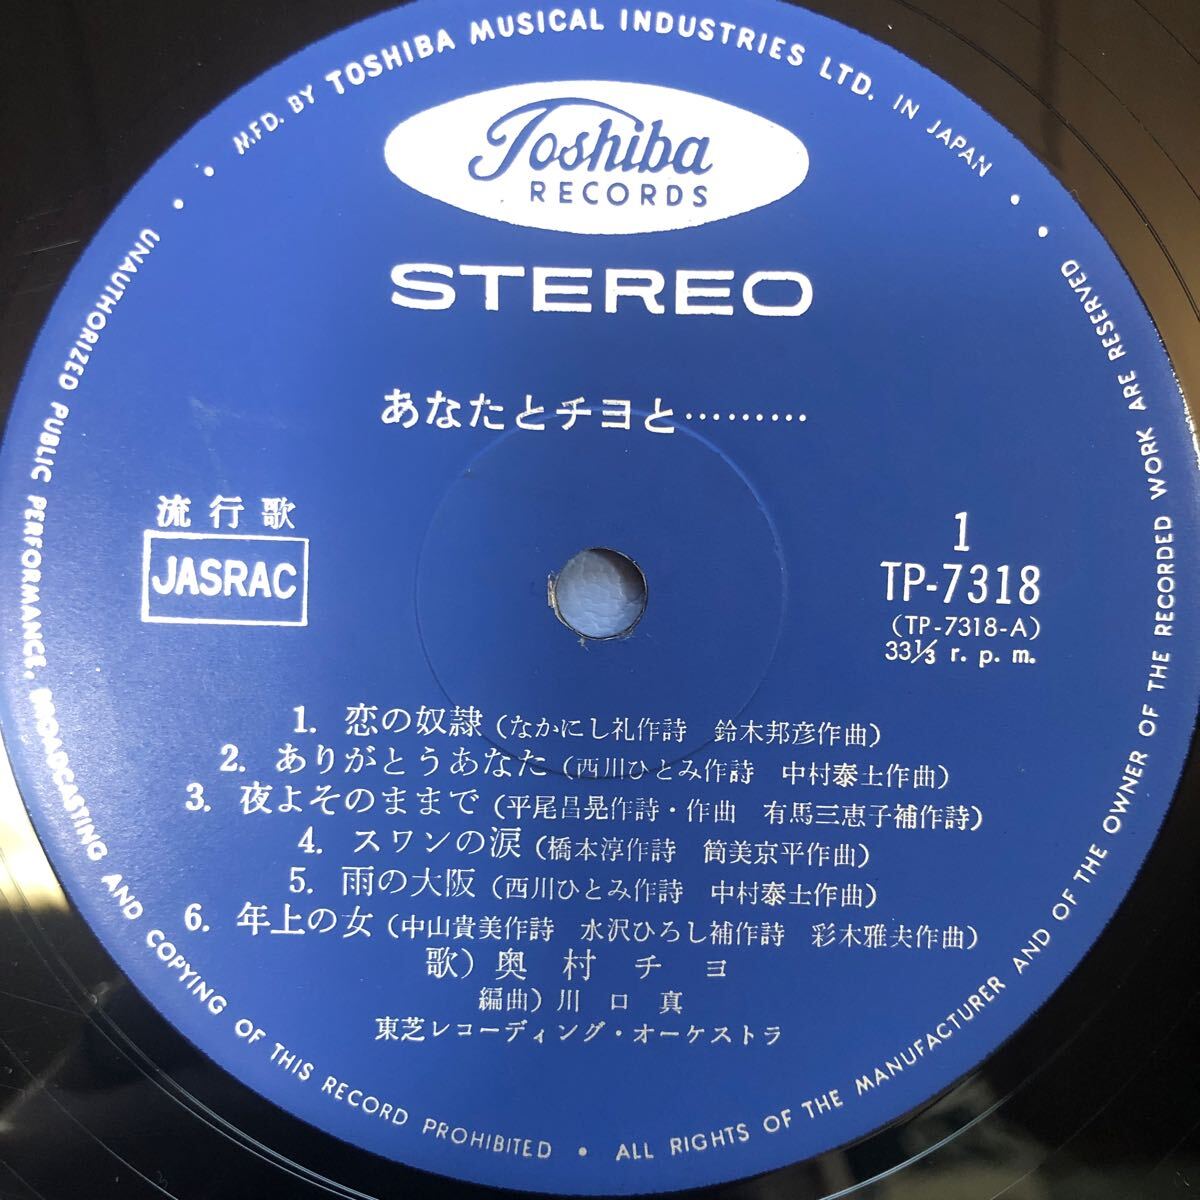 MFD. BY TOSHIBA MUSICAL INDUSTRIES LTD. IN JAPAN
Toshiba
RECORDS
STEREO
あなたとチヨと………
流行歌
JASRAC
1
TP-7318
(TP-7318-A)
33⅓ r. p. m.
1. 恋の奴隷 (なかにし礼作詩 鈴木邦彦作曲)
2. ありがとうあなた (西川ひとみ作詩 中村泰士作曲)
3. 夜よそのままで (平尾昌晃作詩・作曲 有馬三恵子補作詩)
4. スワンの涙 (橋本淳作詩 筒美京平作曲)
5. 雨の大阪 (西川ひとみ作詩 中村泰士作曲)
6. 年上の女 (中山貴美作詩 水沢ひろし補作詩 彩木雅夫作曲)
歌) 奥村チヨ
編曲) 川口真
東芝レコーディング・オーケストラ
UNAUTHORIZED PUBLIC PERFORMANCE, BROADCASTING AND COPYING OF THIS RECORD PROHIBITED • ALL RIGHTS OF THE MANUFACTURER AND OF THE OWNER OF THE RECORDED WORK ARE RESERVED